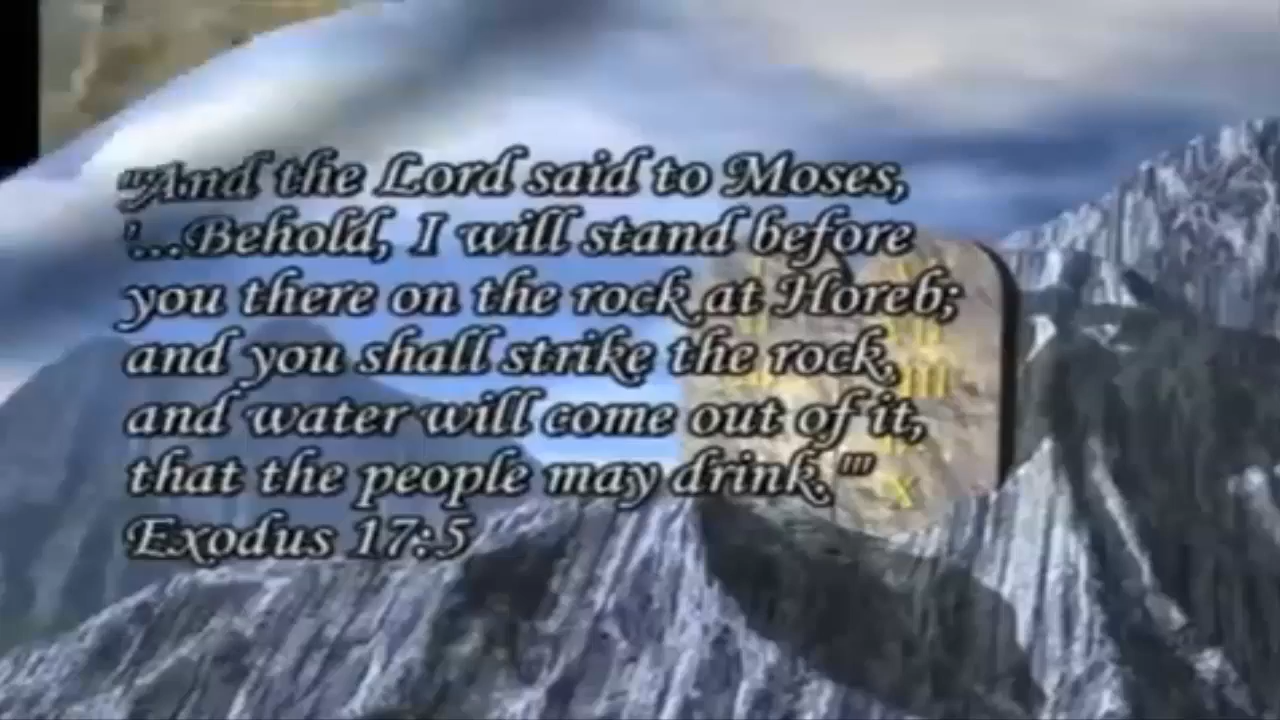 "And the Lord said to Moses,
'...Behold, I will stand before
you there on the rock at Horeb;
and you shall strike the rock,
and water will come out of it,
that the people may drink.'"
Exodus 17:5
III
X